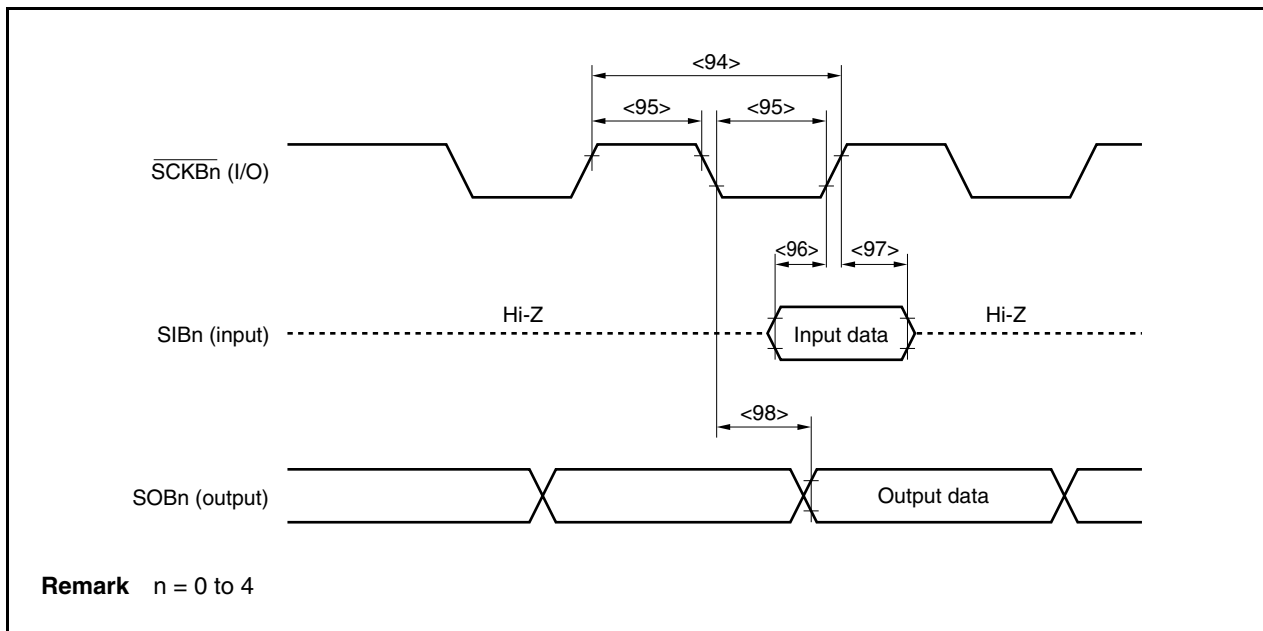 <94>
<95> <95>
SCKBn (I/O)
<96> <97>
Hi-Z Hi-Z
SIBn (input) Input data
<98>
SOBn (output) Output data
Remark n = 0 to 4